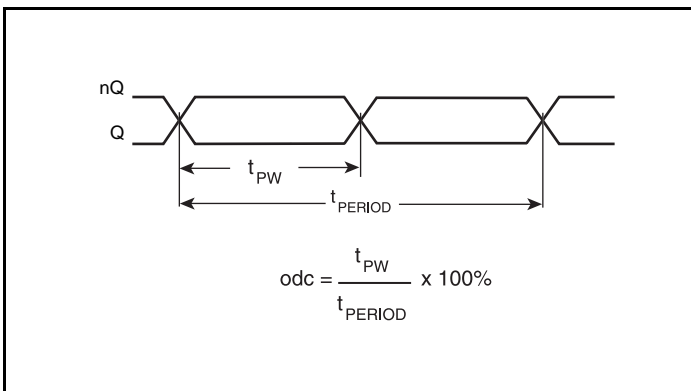 nQ
Q
tPW
tPERIOD
odc = tPW / tPERIOD x 100%